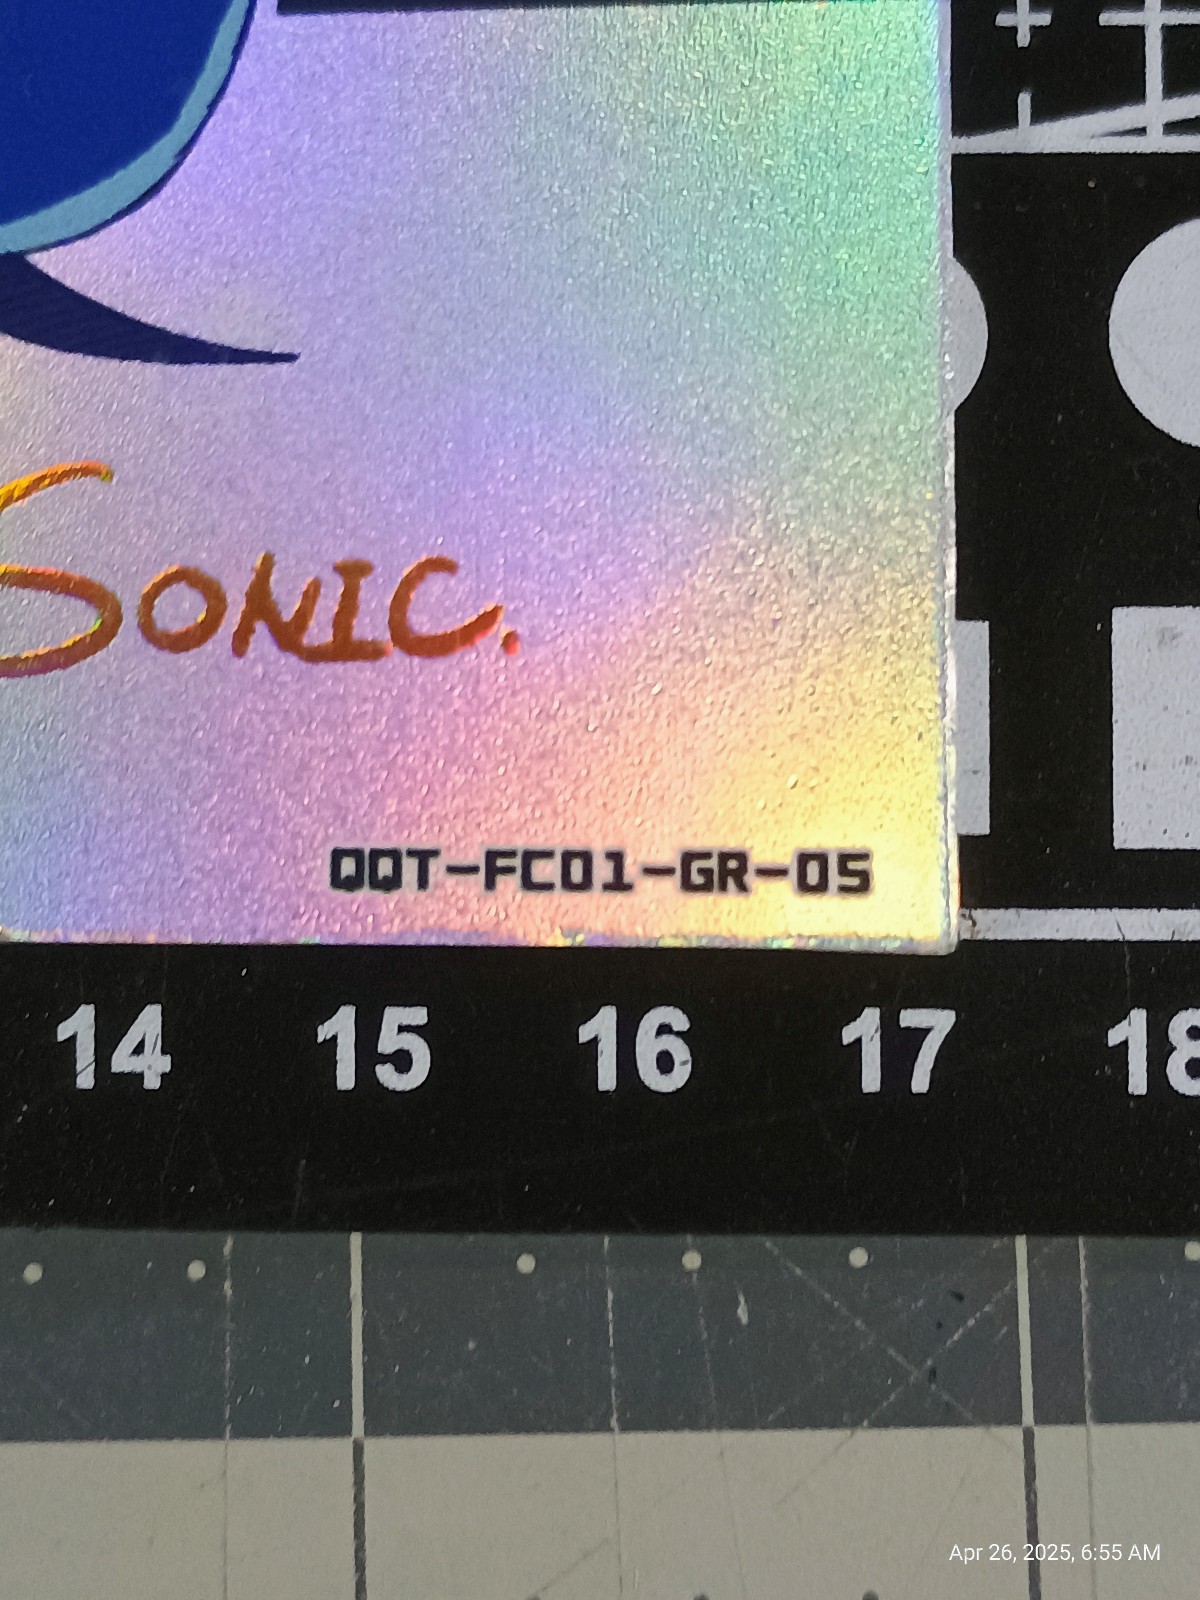 SONIC.
QQT-FC01-GR-05
14 15 16 17 18
Apr 26, 2025, 6:55 AM